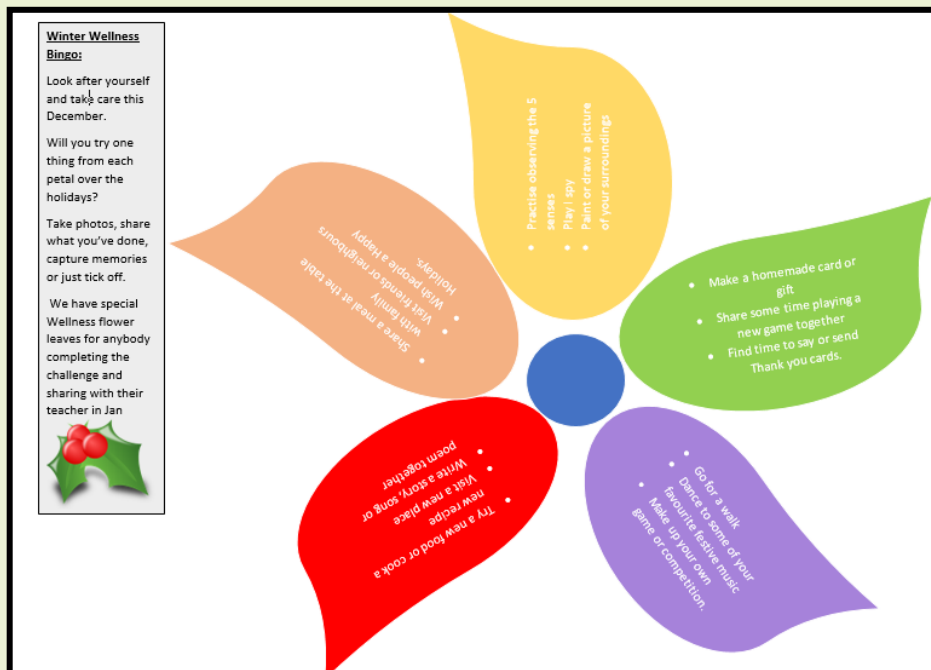 Winter Wellness
Bingo:
Look after yourself
and take care this
December.
Will you try one
thing from each
petal over the
holidays?
Take photos, share
what you've done,
capture memories
or just tick off.
We have special
Wellness flower
leaves for anybody
completing the
challenge and
sharing with their
teacher in Jan
Practise observing the 5
senses
Play i spy
Paint or draw a picture
of your surroundings
Make a homemade card or
gift
Share some time playing a
new game together
Find time to say or send
Thank you cards.
Go for a walk
Dance to some of your
favourite festive music
Make up your own
game or competition.
Try a new food or cook a
new recipe
Visit a new place
Write a story, song or
poem together
Share a meal at the table
with family
Visit friends or neighbours
Wish people a Happy
Holidays.